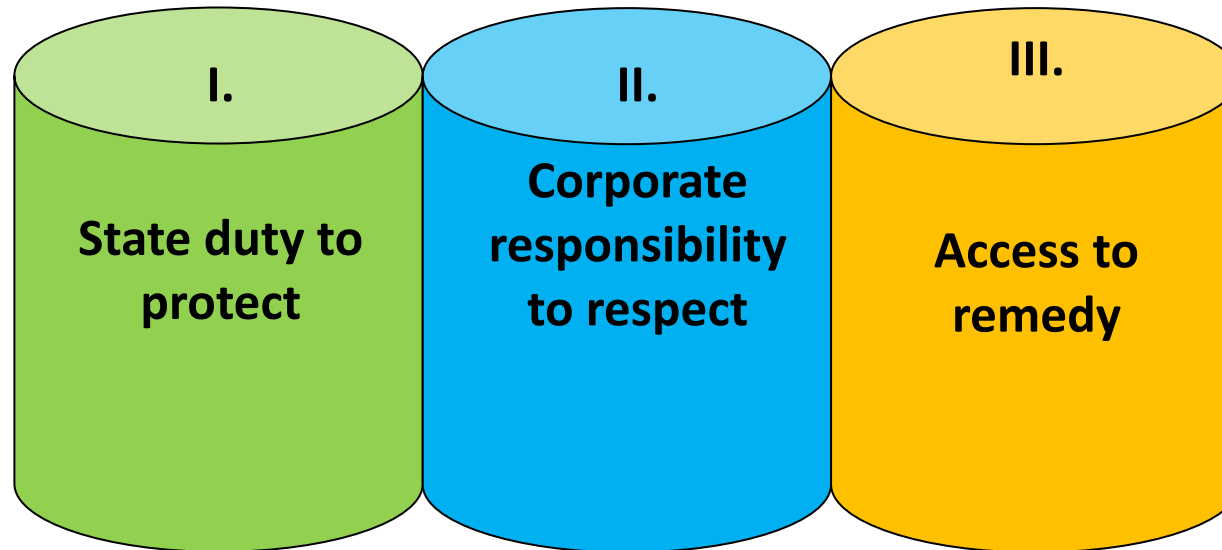 I.
State duty to
protect
II.
Corporate
responsibility
to respect
III.
Access to
remedy